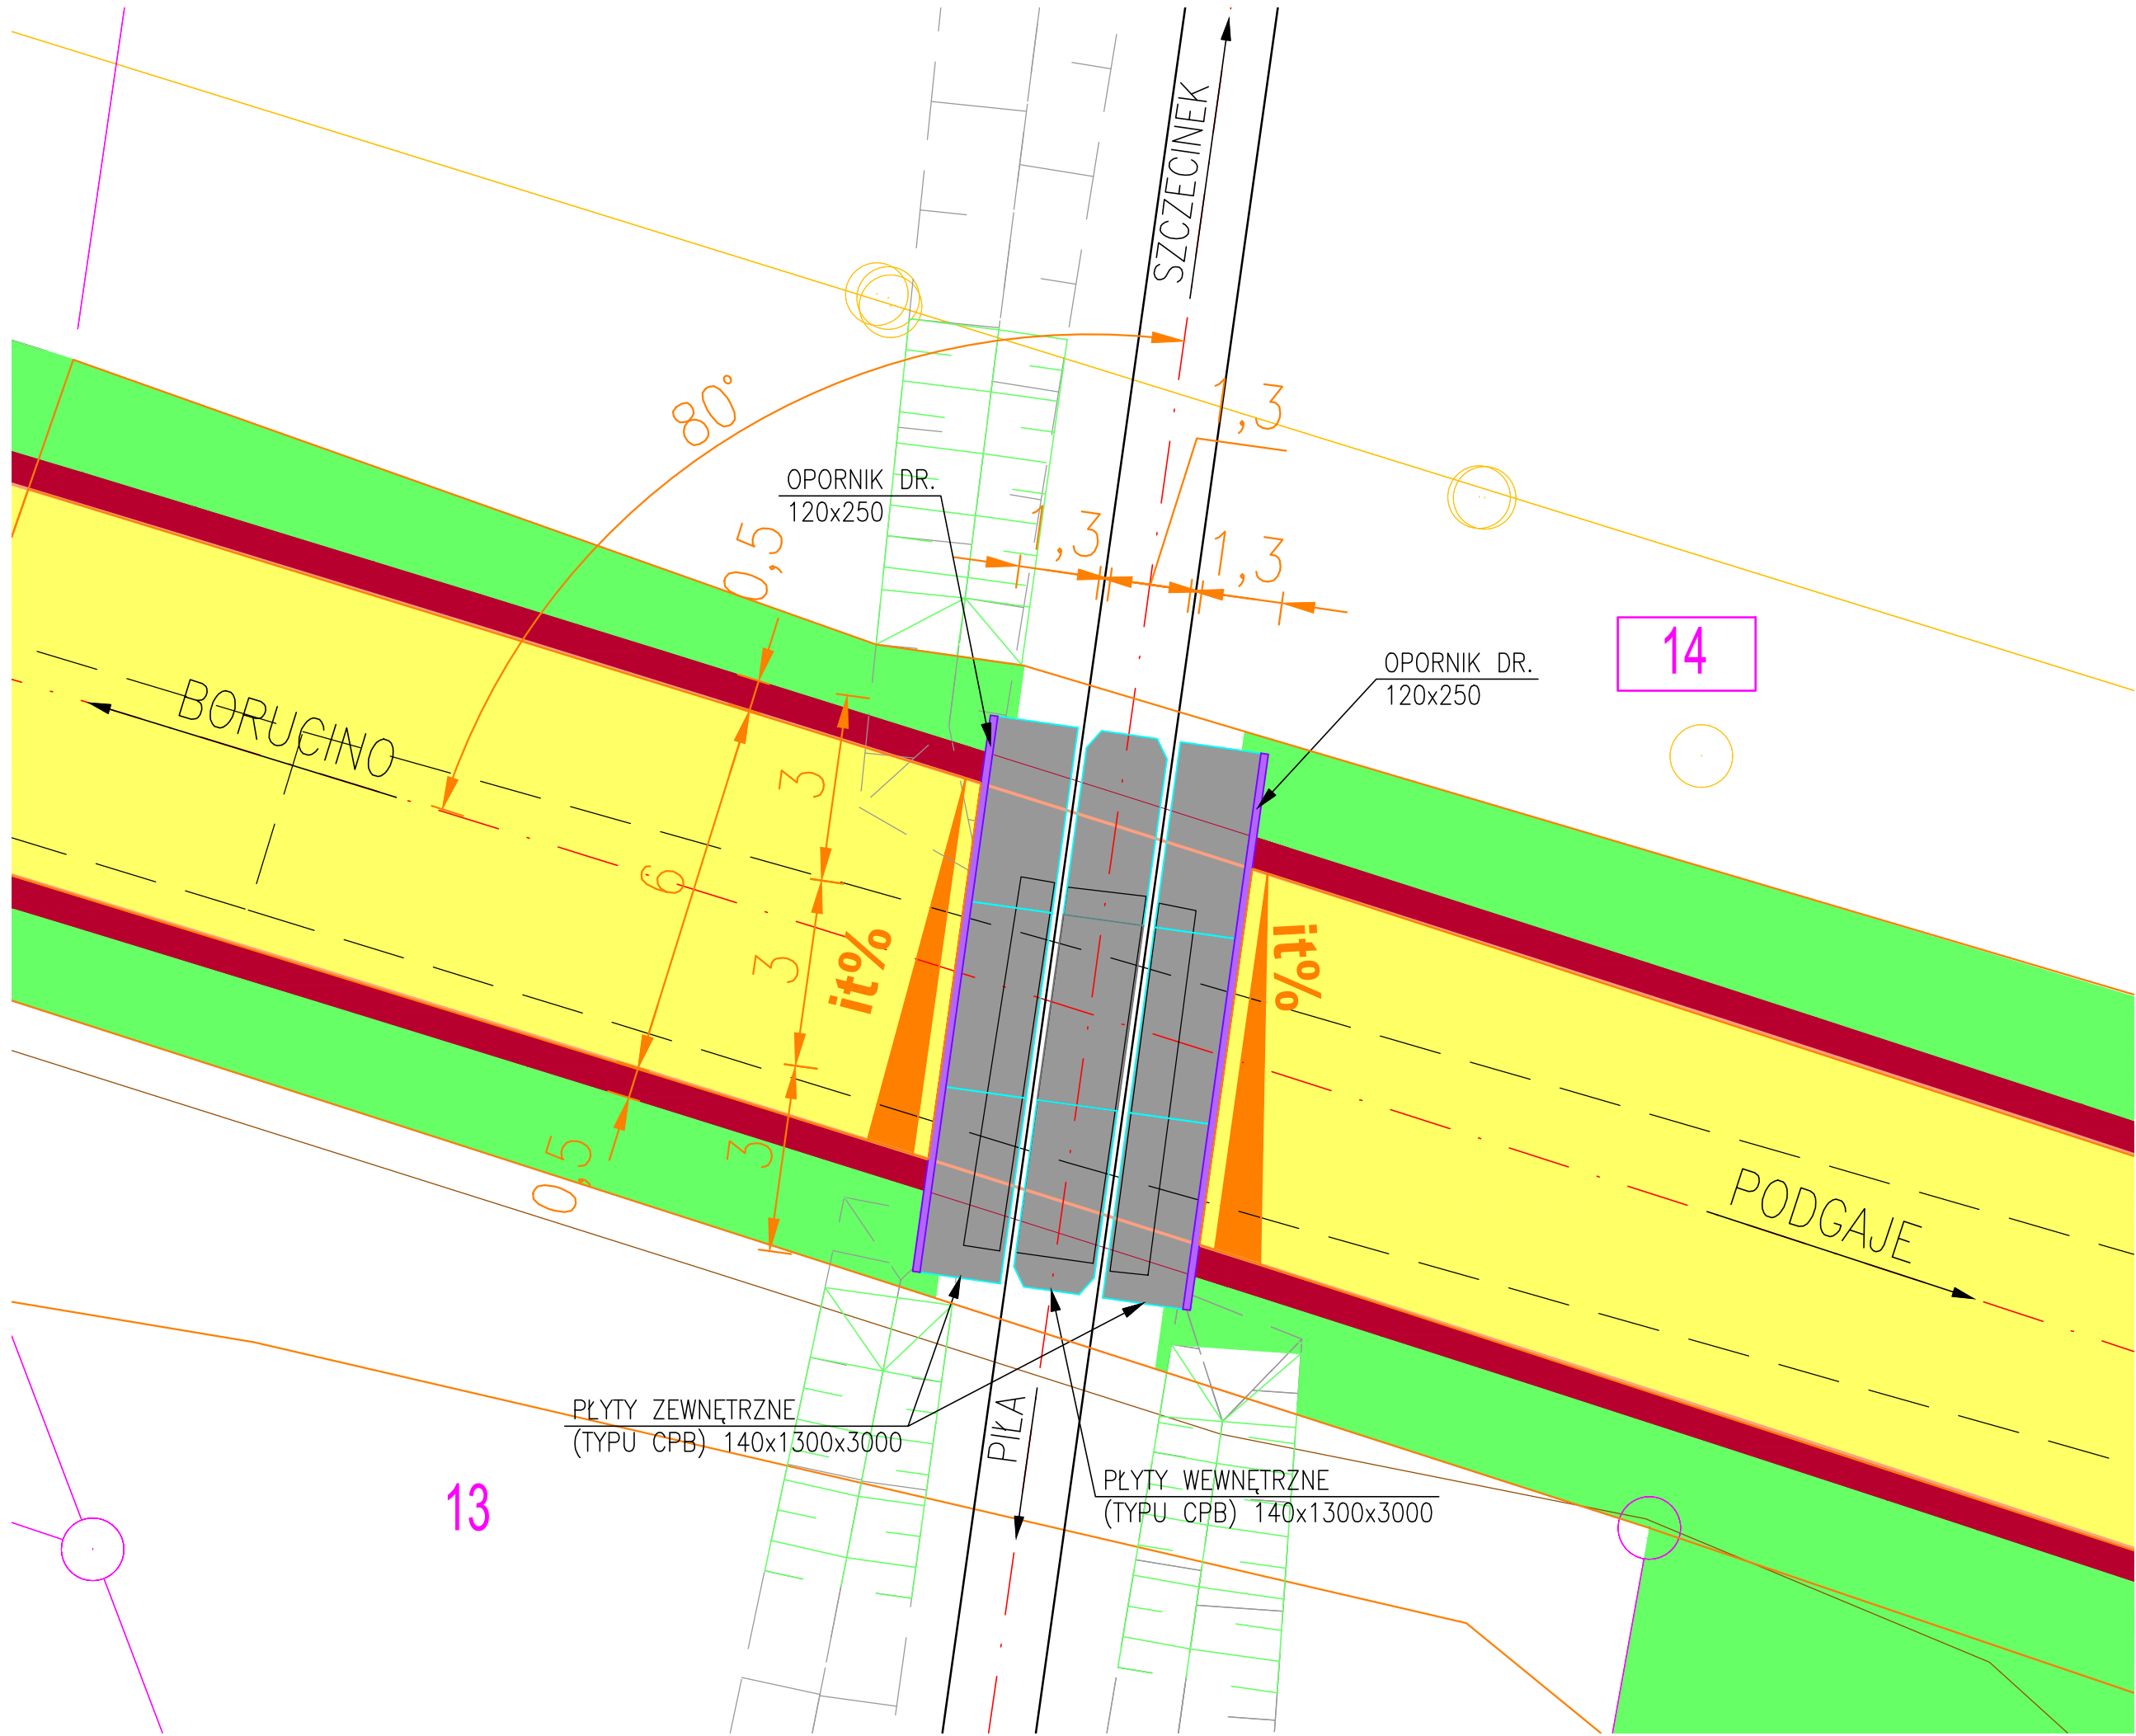 SZCZECINEK
80°
1,3
OPORNIK DR.
120x250
0,5
1,3
1,3
14
OPORNIK DR.
120x250
BORUCINO
3
6
3
it%
it%
3
0,5
PODGAJE
PŁYTY ZEWNĘTRZNE
(TYPU CPB) 140x1300x3000
PIŁA
PŁYTY WEWNĘTRZNE
(TYPU CPB) 140x1300x3000
13